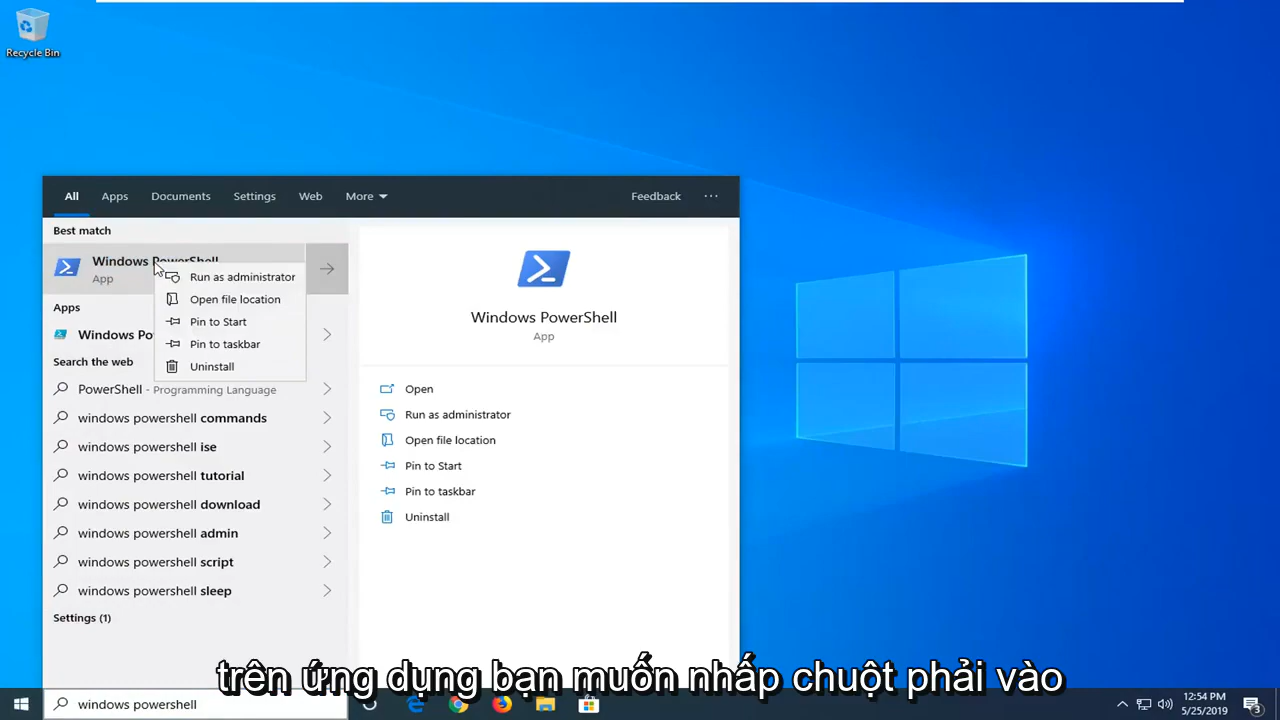 Recycle Bin
All Apps Documents Settings Web More Feedback ...
Best match
Windows PowerShell
App
Run as administrator
Open file location
Pin to Start
Pin to taskbar
Uninstall
Apps
Windows Po
Search the web
PowerShell - Programming Language
windows powershell commands
windows powershell ise
windows powershell tutorial
windows powershell download
windows powershell admin
windows powershell script
windows powershell sleep
Settings (1)
Windows PowerShell
App
Open
Run as administrator
Open file location
Pin to Start
Pin to taskbar
Uninstall
trên ứng dụng bạn muốn nhấp chuột phải vào
windows powershell
12:54 PM
5/25/2019
3